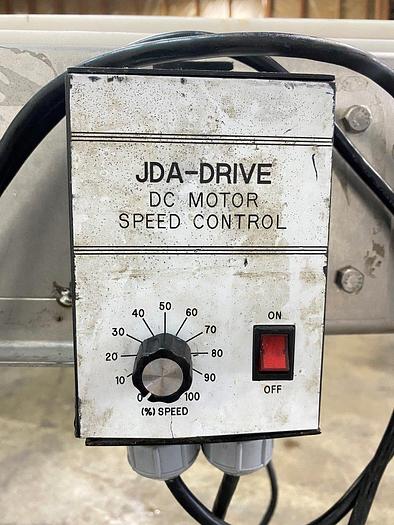 JDA-DRIVE
DC MOTOR
SPEED CONTROL
50
40 60
30 70
20 80
10 90
0 100
(%) SPEED
ON
OFF